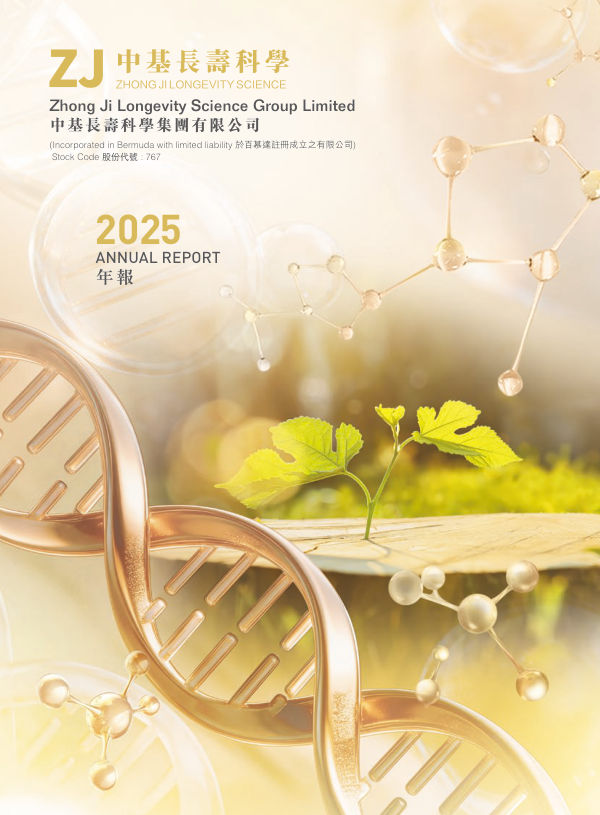 ZJ 中基長壽科學
ZHONG JI LONGEVITY SCIENCE
Zhong Ji Longevity Science Group Limited
中基長壽科學集團有限公司
(Incorporated in Bermuda with limited liability 於百慕達註冊成立之有限公司)
Stock Code 股份代號 : 767
2025
ANNUAL REPORT
年報